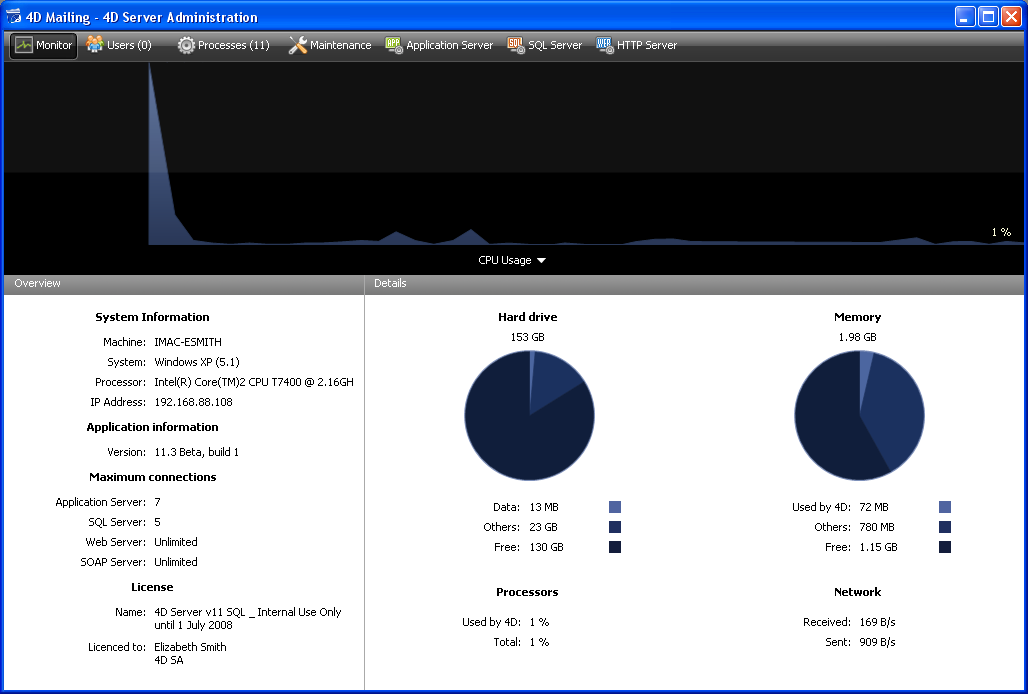 4D Mailing - 4D Server Administration
Monitor Users (0) Processes (11) Maintenance Application Server SQL Server HTTP Server
1 %
CPU Usage
Overview
System Information
Machine: IMAC-ESMITH
System: Windows XP (5.1)
Processor: Intel(R) Core(TM)2 CPU T7400 @ 2.16GH
IP Address: 192.168.88.108
Application information
Version: 11.3 Beta, build 1
Maximum connections
Application Server: 7
SQL Server: 5
Web Server: Unlimited
SOAP Server: Unlimited
License
Name: 4D Server v11 SQL _ Internal Use Only
until 1 July 2008
Licenced to: Elizabeth Smith
4D SA
Details
Hard drive
153 GB
Data: 13 MB
Others: 23 GB
Free: 130 GB
Memory
1.98 GB
Used by 4D: 72 MB
Others: 780 MB
Free: 1.15 GB
Processors
Used by 4D: 1 %
Total: 1 %
Network
Received: 169 B/s
Sent: 909 B/s